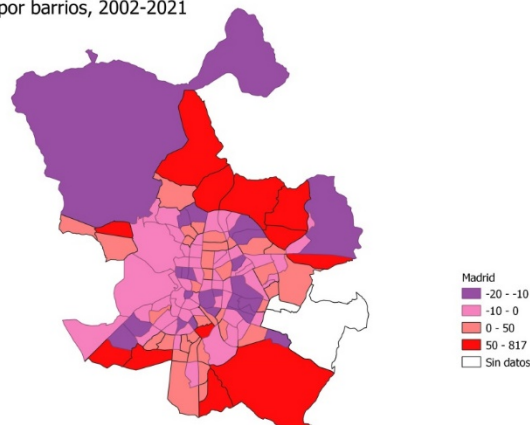 por barrios, 2002-2021
Madrid
-20 - -10
-10 - 0
0 - 50
50 - 817
Sin datos